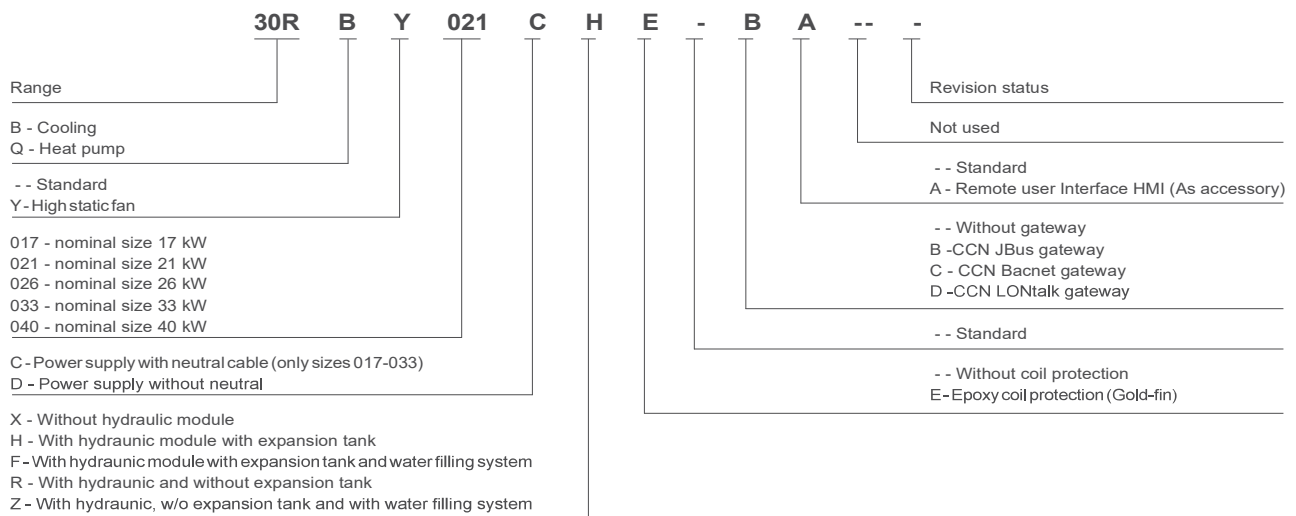 30R B Y 021 C H E - B A -- -
Range
B - Cooling
Q - Heat pump
- - Standard
Y - High static fan
017 - nominal size 17 kW
021 - nominal size 21 kW
026 - nominal size 26 kW
033 - nominal size 33 kW
040 - nominal size 40 kW
C - Power supply with neutral cable (only sizes 017-033)
D - Power supply without neutral
X - Without hydraulic module
H - With hydraunic module with expansion tank
F - With hydraunic module with expansion tank and water filling system
R - With hydraunic and without expansion tank
Z - With hydraunic, w/o expansion tank and with water filling system
Revision status
Not used
- - Standard
A - Remote user Interface HMI (As accessory)
- - Without gateway
B -CCN JBus gateway
C - CCN Bacnet gateway
D -CCN LONtalk gateway
- - Standard
- - Without coil protection
E - Epoxy coil protection (Gold-fin)